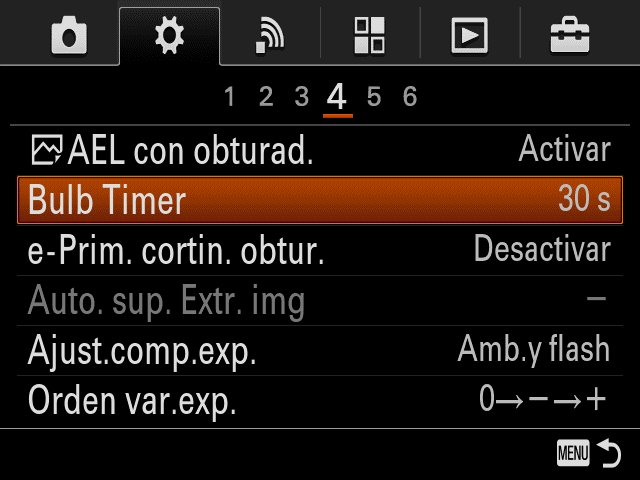 1 2 3 4 5 6
AEL con obturad. Activar
Bulb Timer 30 s
e-Prim. cortin. obtur. Desactivar
Auto. sup. Extr. img –
Ajust.comp.exp. Amb.y flash
Orden var.exp. 0→−→+
MENU